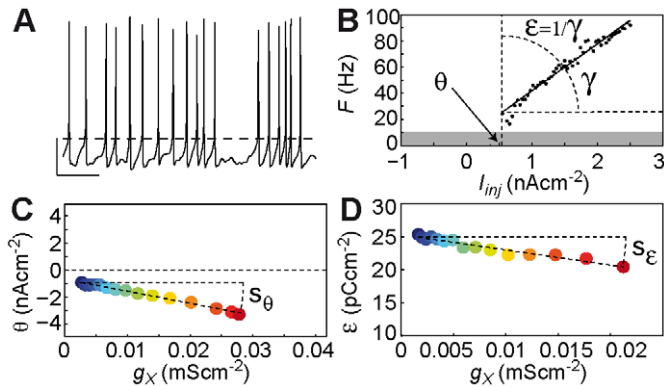 A
B
F (Hz)
100
80
60
40
20
0
ε=1/γ
γ
θ
−1
0
1
2
3
I_inj (nAcm-2)
C
θ (nAcm-2)
4
2
0
−2
−4
s_θ
0
0.01
0.02
0.03
0.04
g_X (mScm-2)
D
ε (pCcm-2)
30
25
20
15
10
s_ε
0
0.005
0.01
0.015
0.02
0.025
g_X (mScm-2)